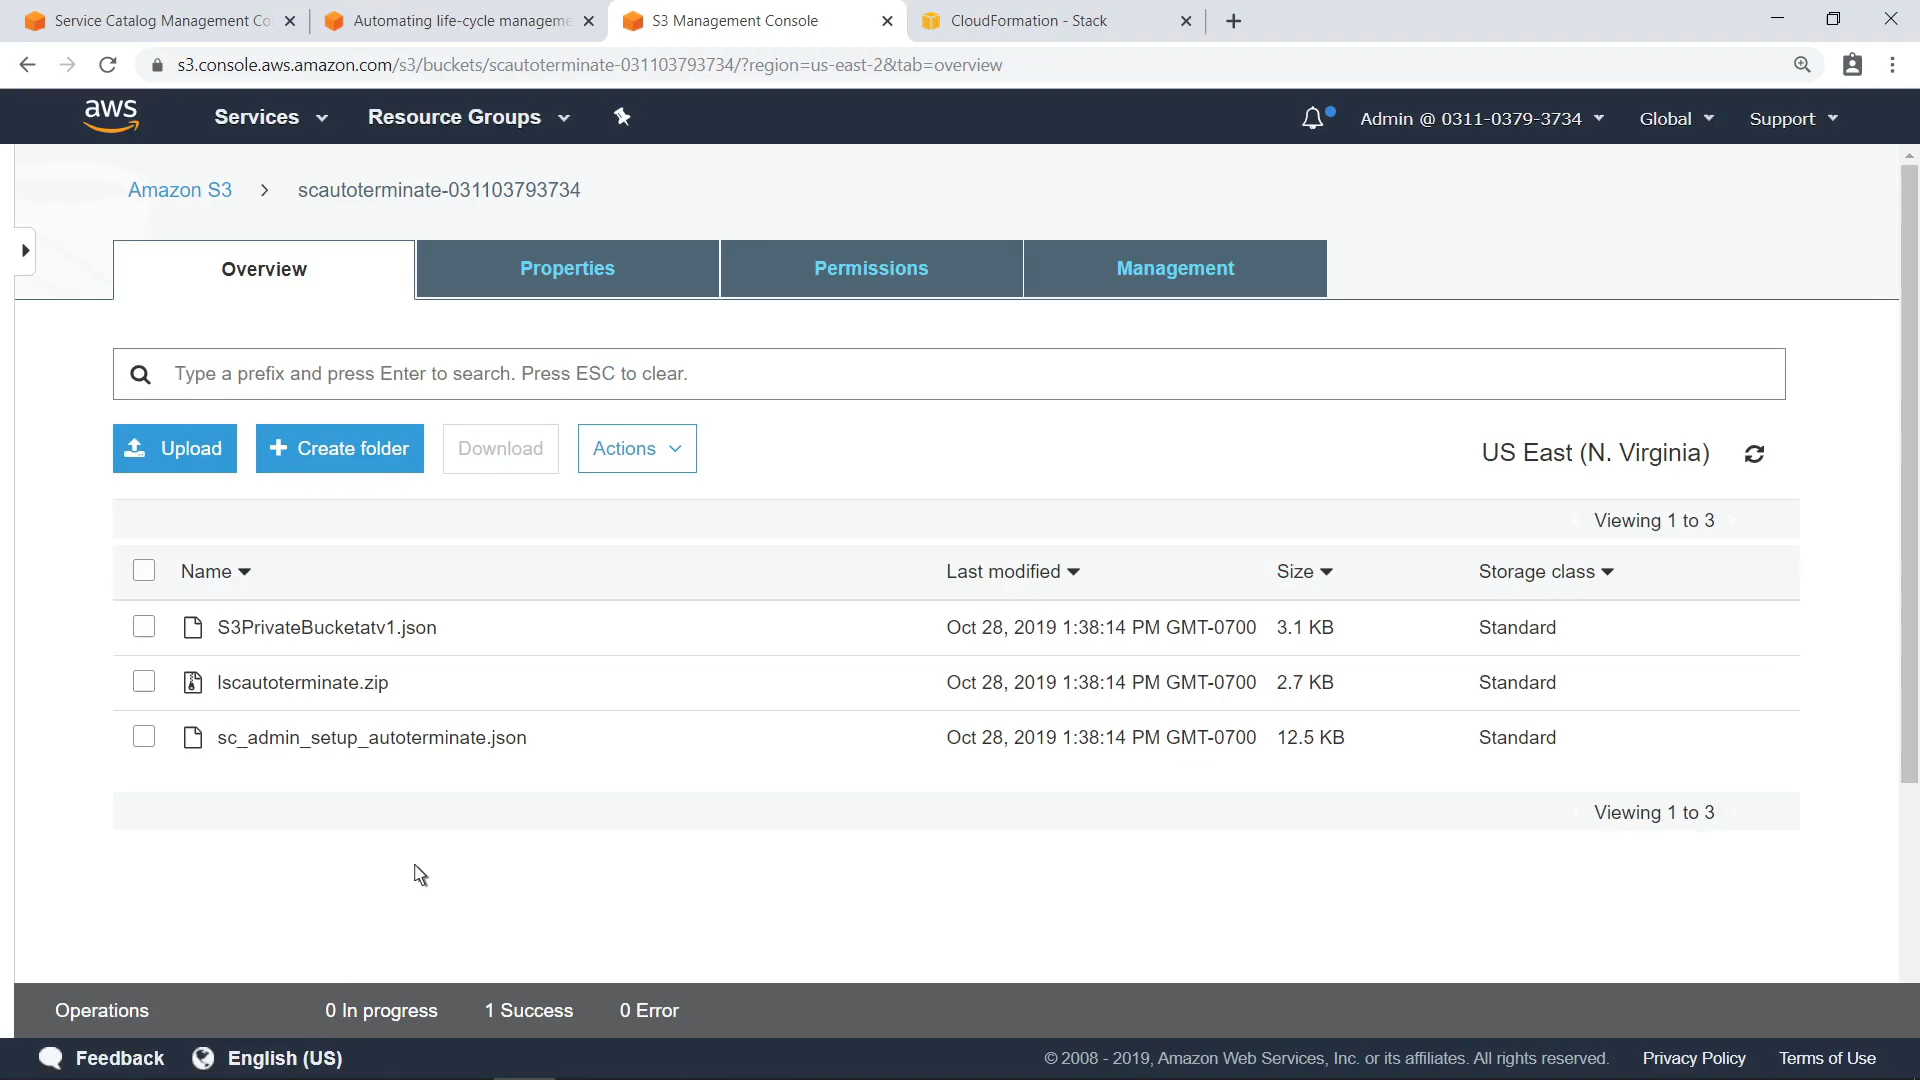 Service Catalog Management Co
Automating life-cycle manageme
S3 Management Console
CloudFormation - Stack
s3.console.aws.amazon.com/s3/buckets/scautoterminate-031103793734/?region=us-east-2&tab=overview
aws
Services
Resource Groups
Admin @ 0311-0379-3734
Global
Support
Amazon S3 > scautoterminate-031103793734
Overview
Properties
Permissions
Management
Type a prefix and press Enter to search. Press ESC to clear.
Upload
+ Create folder
Download
Actions
US East (N. Virginia)
Viewing 1 to 3
Name
Last modified
Size
Storage class
S3PrivateBucketatv1.json Oct 28, 2019 1:38:14 PM GMT-0700 3.1 KB Standard
lscautoterminate.zip Oct 28, 2019 1:38:14 PM GMT-0700 2.7 KB Standard
sc_admin_setup_autoterminate.json Oct 28, 2019 1:38:14 PM GMT-0700 12.5 KB Standard
Viewing 1 to 3
Operations 0 In progress 1 Success 0 Error
Feedback English (US) © 2008 - 2019, Amazon Web Services, Inc. or its affiliates. All rights reserved. Privacy Policy Terms of Use